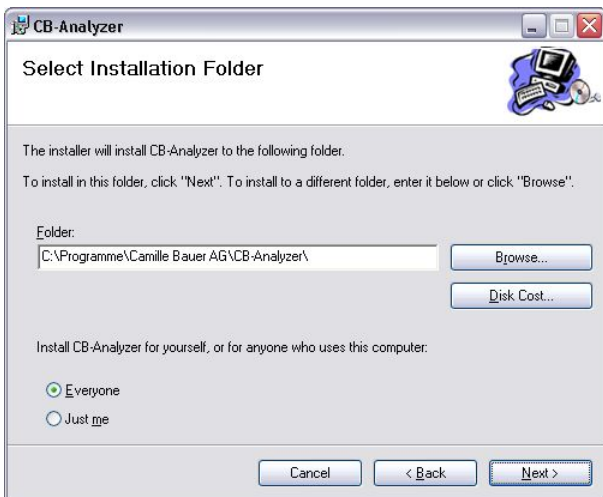 CB-Analyzer
Select Installation Folder
The installer will install CB-Analyzer to the following folder.
To install in this folder, click "Next". To install to a different folder, enter it below or click "Browse".
Folder:
C:\Programme\Camille Bauer AG\CB-Analyzer\
Browse...
Disk Cost...
Install CB-Analyzer for yourself, or for anyone who uses this computer:
Everyone
Just me
Cancel
< Back
Next >